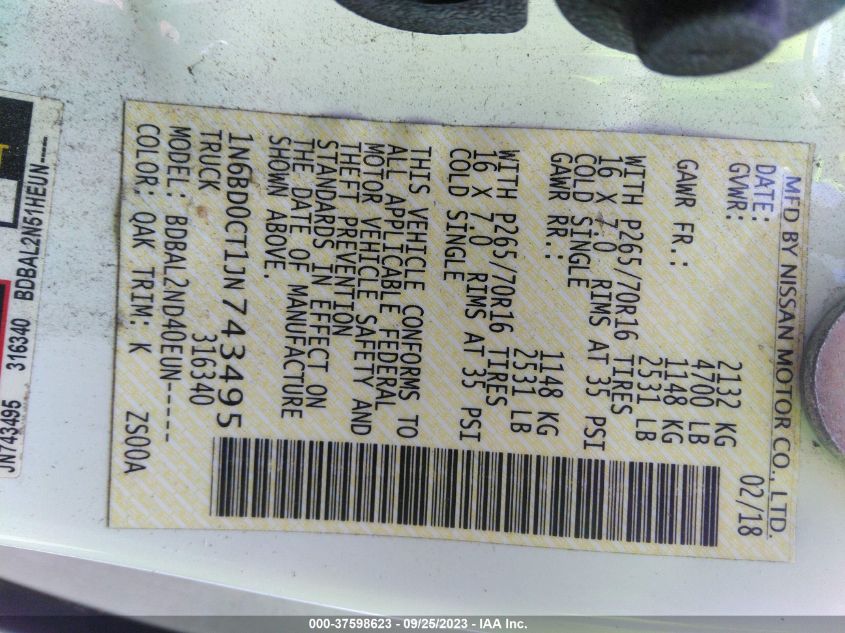 MFD BY NISSAN MOTOR CO., LTD.
DATE: 02/18
GVWR: 2132 KG
4700 LB
GAWR FR.: 1148 KG
2531 LB
WITH P265/70R16 TIRES
16 X 7.0 RIMS AT 35 PSI
COLD SINGLE
GAWR RR.: 1148 KG
2531 LB
WITH P265/70R16 TIRES
16 X 7.0 RIMS AT 35 PSI
COLD SINGLE
THIS VEHICLE CONFORMS TO
ALL APPLICABLE FEDERAL
MOTOR VEHICLE SAFETY AND
THEFT PREVENTION
STANDARDS IN EFFECT ON
THE DATE OF MANUFACTURE
SHOWN ABOVE.
1N6BD0CT1JN743495
TRUCK 316340
MODEL: BDBAL2ND40EUN-----
COLOR: QAK TRIM: K ZS00A
T
JN743495 316340 BDBAL2N51HEUN----
000-37598623 - 09/25/2023 - IAA Inc.